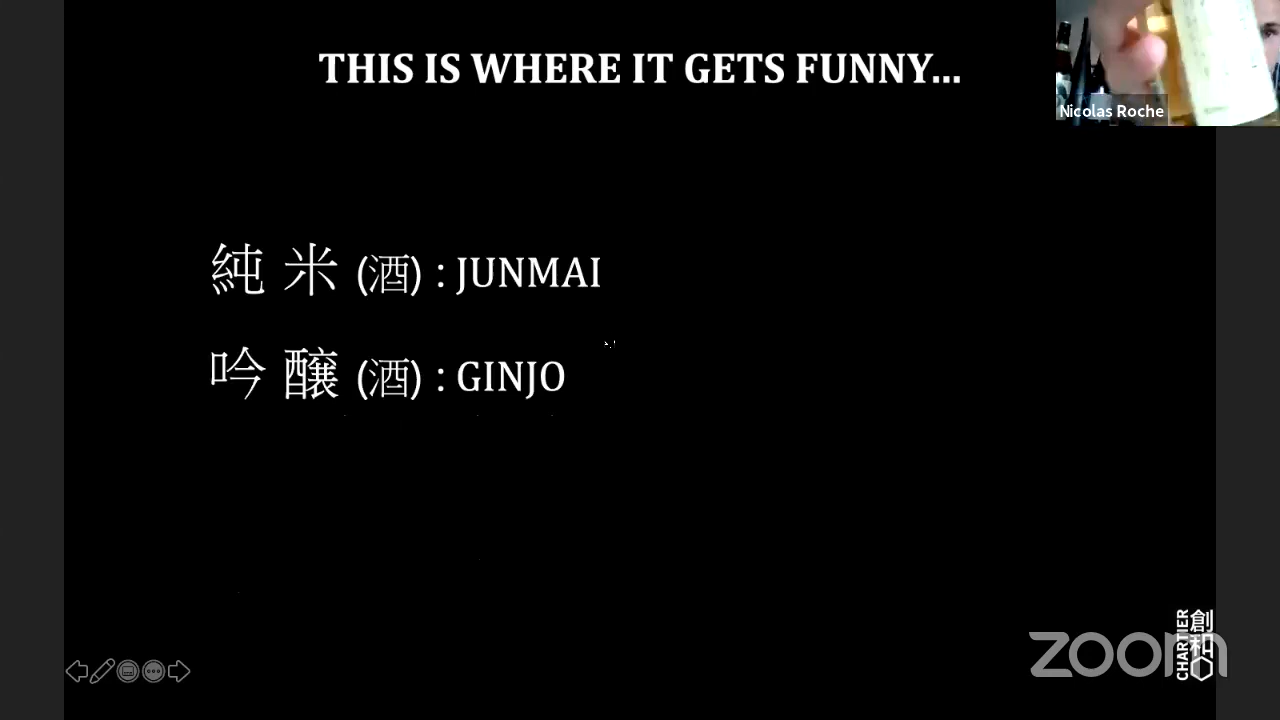 THIS IS WHERE IT GETS FUNNY...
Nicolas Roche
純 米 (酒) : JUNMAI
吟 醸 (酒) : GINJO
CHARTIER
創和
zoom